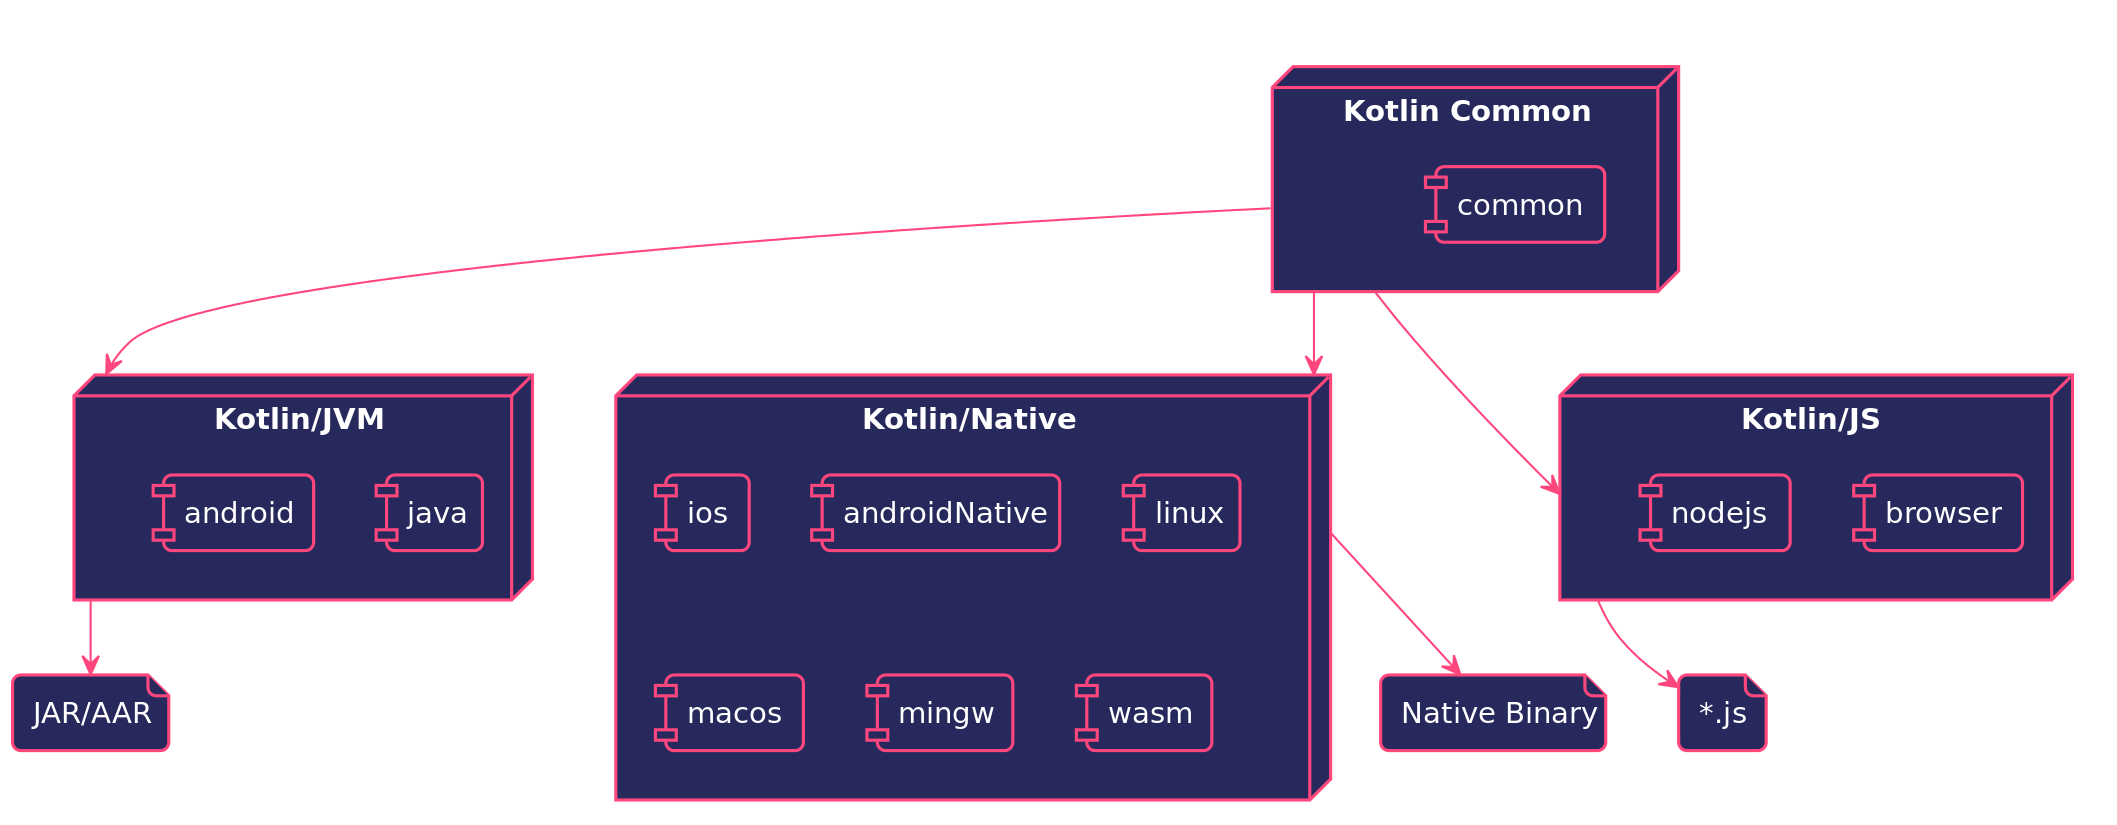 Kotlin Common
common
Kotlin/JVM
android
java
Kotlin/Native
ios
androidNative
linux
macos
mingw
wasm
Kotlin/JS
nodejs
browser
JAR/AAR
Native Binary
*.js